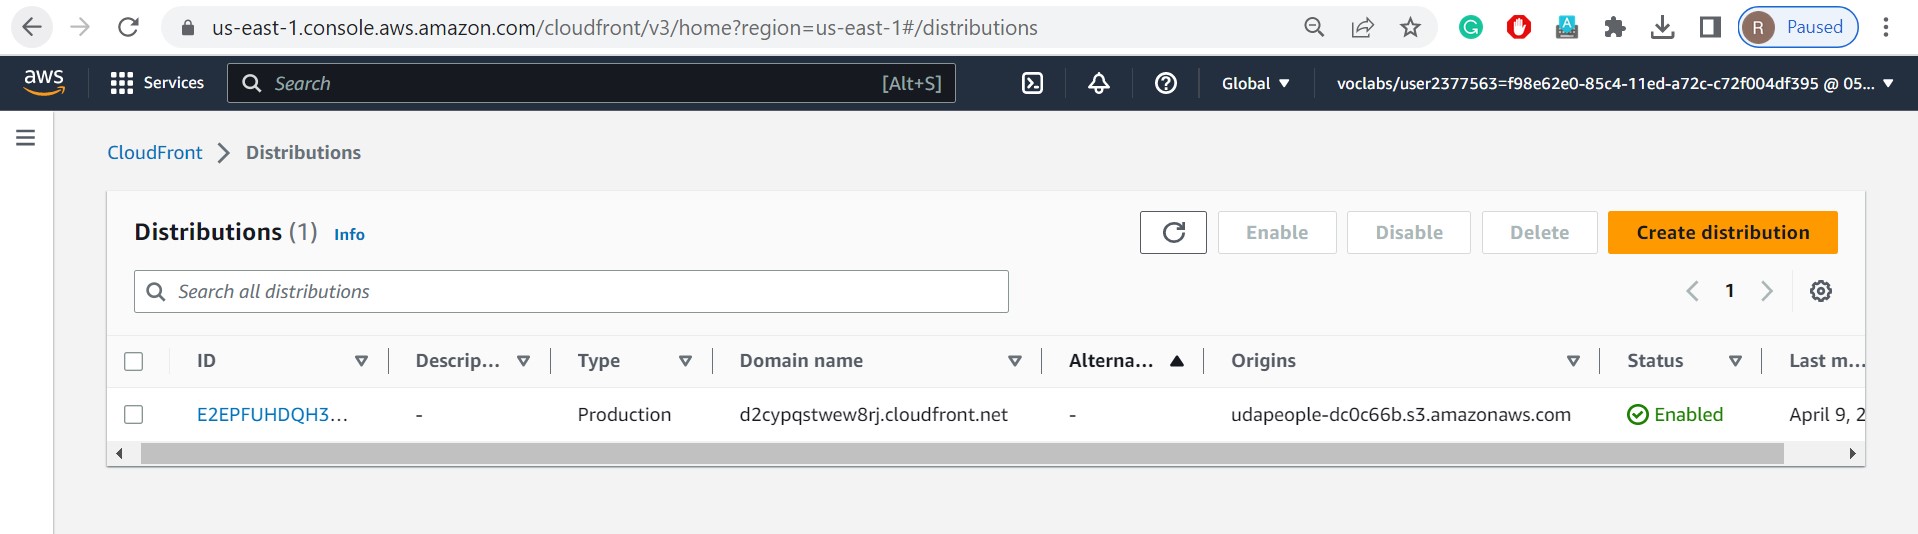 us-east-1.console.aws.amazon.com/cloudfront/v3/home?region=us-east-1#/distributions
G
A
R
Paused
aws
Services
Search
[Alt+S]
Global
voclabs/user2377563=f98e62e0-85c4-11ed-a72c-c72f004df395 @ 05...
CloudFront > Distributions
Distributions (1) Info
Enable
Disable
Delete
Create distribution
Search all distributions
1
ID Descrip... Type Domain name Alterna... Origins Status Last m...
E2EPFUHDQH3... - Production d2cypqstwew8rj.cloudfront.net - udapeople-dc0c66b.s3.amazonaws.com Enabled April 9, 2